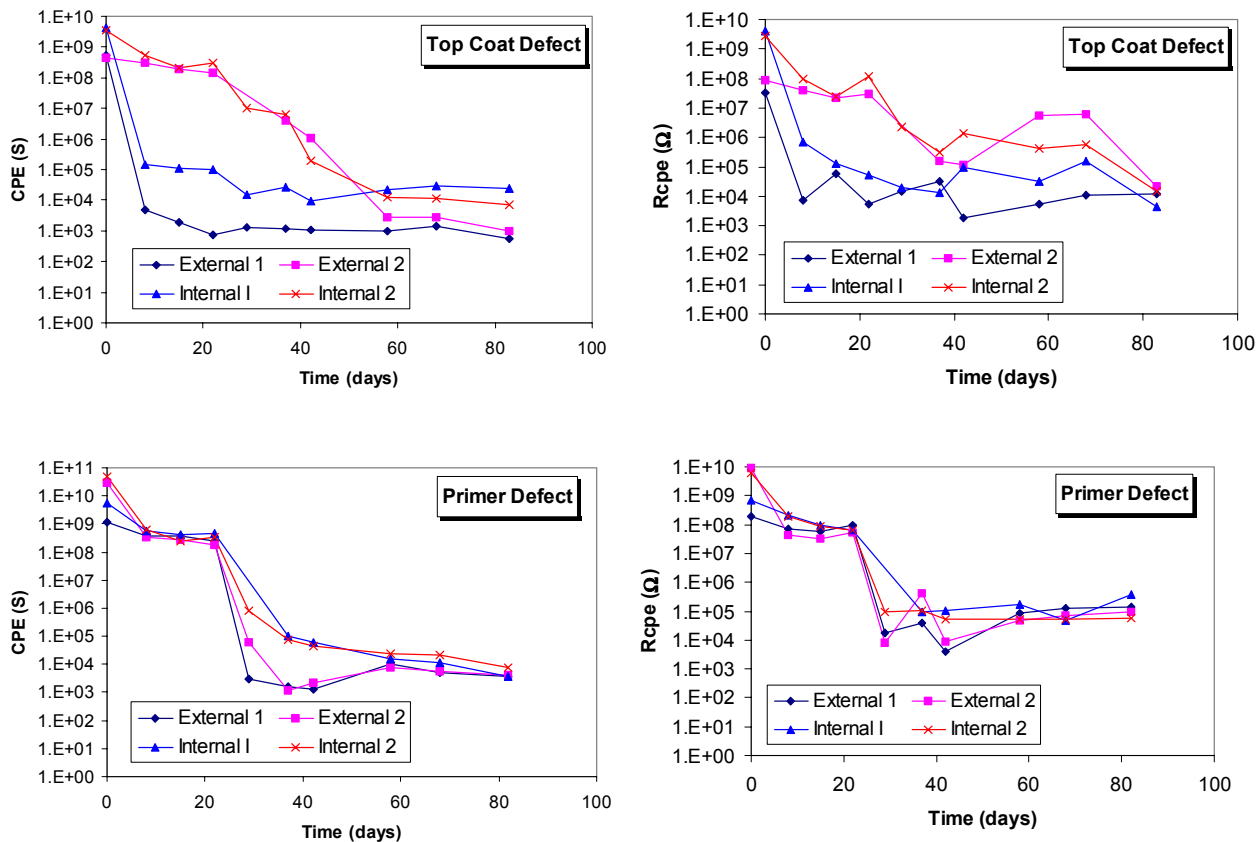 Top Coat Defect
CPE (S)
1.E+10
1.E+09
1.E+08
1.E+07
1.E+06
1.E+05
1.E+04
1.E+03
1.E+02
1.E+01
1.E+00
External 1 External 2
Internal I Internal 2
0 20 40 60 80 100
Time (days)
Top Coat Defect
Rcpe (Ω)
1.E+10
1.E+09
1.E+08
1.E+07
1.E+06
1.E+05
1.E+04
1.E+03
1.E+02
1.E+01
1.E+00
External 1 External 2
Internal I Internal 2
0 20 40 60 80 100
Time (days)
Primer Defect
CPE (S)
1.E+11
1.E+10
1.E+09
1.E+08
1.E+07
1.E+06
1.E+05
1.E+04
1.E+03
1.E+02
1.E+01
1.E+00
External 1 External 2
Internal I Internal 2
0 20 40 60 80 100
Time (days)
Primer Defect
Rcpe (Ω)
1.E+10
1.E+09
1.E+08
1.E+07
1.E+06
1.E+05
1.E+04
1.E+03
1.E+02
1.E+01
1.E+00
External 1 External 2
Internal I Internal 2
0 20 40 60 80 100
Time (days)